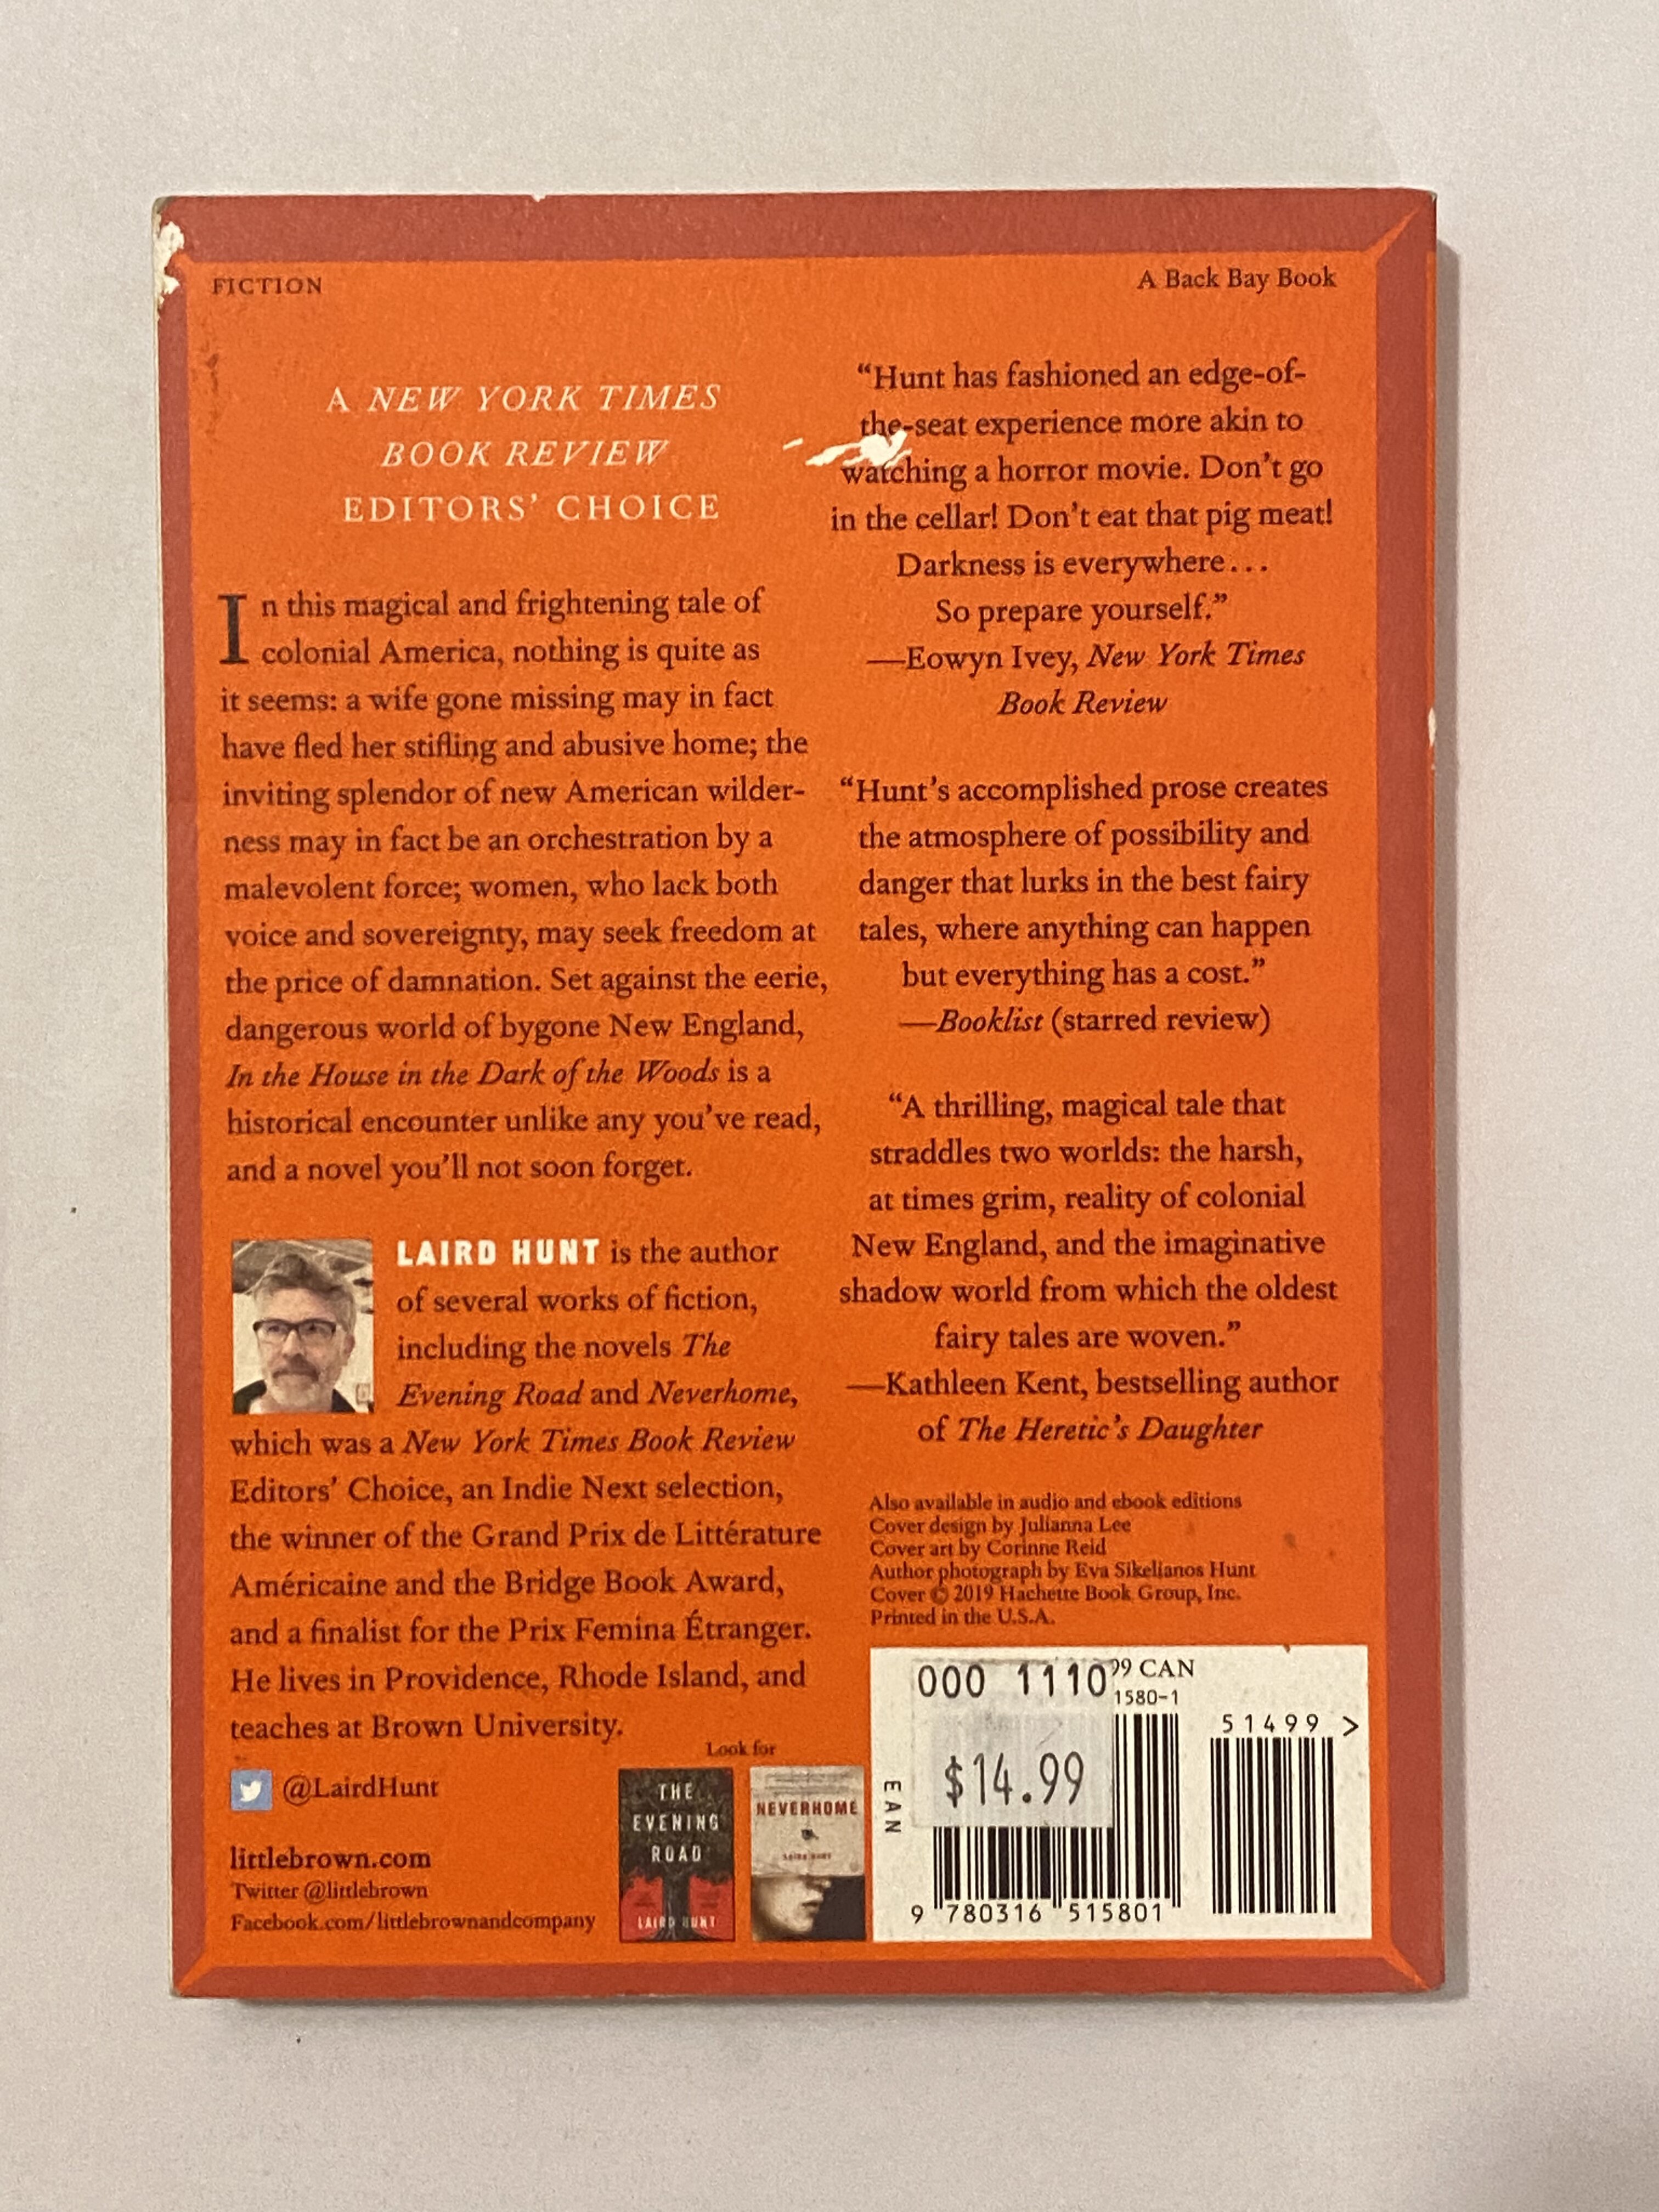 FICTION
A Back Bay Book
A NEW YORK TIMES
BOOK REVIEW
EDITORS' CHOICE
In this magical and frightening tale of
colonial America, nothing is quite as
it seems: a wife gone missing may in fact
have fled her stifling and abusive home; the
inviting splendor of new American wilder-
ness may in fact be an orchestration by a
malevolent force; women, who lack both
voice and sovereignty, may seek freedom at
the price of damnation. Set against the eerie,
dangerous world of bygone New England,
In the House in the Dark of the Woods is a
historical encounter unlike any you've read,
and a novel you'll not soon forget.
LAIRD HUNT is the author
of several works of fiction,
including the novels The
Evening Road and Neverhome,
which was a New York Times Book Review
Editors' Choice, an Indie Next selection,
the winner of the Grand Prix de Littérature
Américaine and the Bridge Book Award,
and a finalist for the Prix Femina Étranger.
He lives in Providence, Rhode Island, and
teaches at Brown University.
@LairdHunt
littlebrown.com
Twitter @littlebrown
Facebook.com/littlebrownandcompany
Look for
THE
EVENING
ROAD
LAIRD HUNT
NEVERHOME
LAIRD HUNT
“Hunt has fashioned an edge-of-
the-seat experience more akin to
watching a horror movie. Don't go
in the cellar! Don't eat that pig meat!
Darkness is everywhere...
So prepare yourself.”
—Eowyn Ivey, New York Times
Book Review
“Hunt's accomplished prose creates
the atmosphere of possibility and
danger that lurks in the best fairy
tales, where anything can happen
but everything has a cost.”
—Booklist (starred review)
“A thrilling, magical tale that
straddles two worlds: the harsh,
at times grim, reality of colonial
New England, and the imaginative
shadow world from which the oldest
fairy tales are woven.”
—Kathleen Kent, bestselling author
of The Heretic's Daughter
Also available in audio and ebook editions
Cover design by Julianna Lee
Cover art by Corinne Reid
Author photograph by Eva Sikelianos Hunt
Cover © 2019 Hachette Book Group, Inc.
Printed in the U.S.A.
000 1110
99 CAN
1580-1
$14.99
51499 >
EAN
9 780316 515801